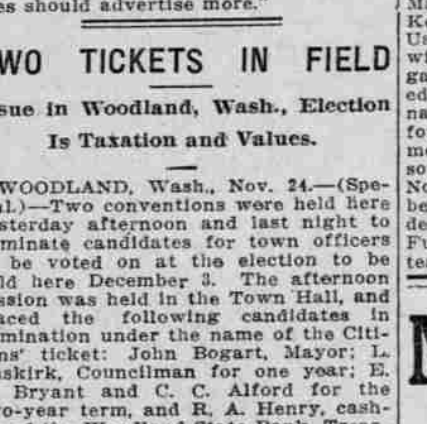 es should advertise more."
WO TICKETS IN FIELD
sue in Woodland, Wash., Election
Is Taxation and Values.
WOODLAND, Wash., Nov. 24.—(Spe-
al.)—Two conventions were held here
sterday afternoon and last night to
minate candidates for town officers
be voted on at the election to be
ld here December 3. The afternoon
ssion was held in the Town Hall, and
aced the following candidates in
mination under the name of the Citi-
ns' ticket: John Bogart, Mayor; L.
nskirk, Councilman for one year; E.
Bryant and C. C. Alford for the
o-year term, and R. A. Henry, cash-